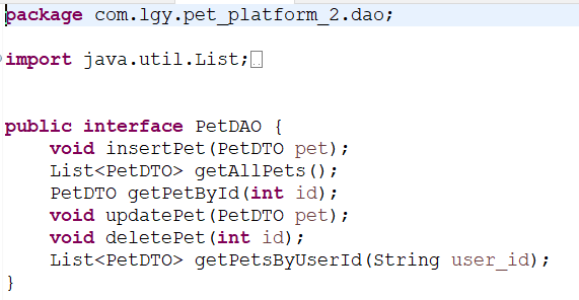 package com.lgy.pet_platform_2.dao;
import java.util.List;
public interface PetDAO {
void insertPet(PetDTO pet);
List<PetDTO> getAllPets();
PetDTO getPetById(int id);
void updatePet(PetDTO pet);
void deletePet(int id);
List<PetDTO> getPetsByUserId(String user_id);
}